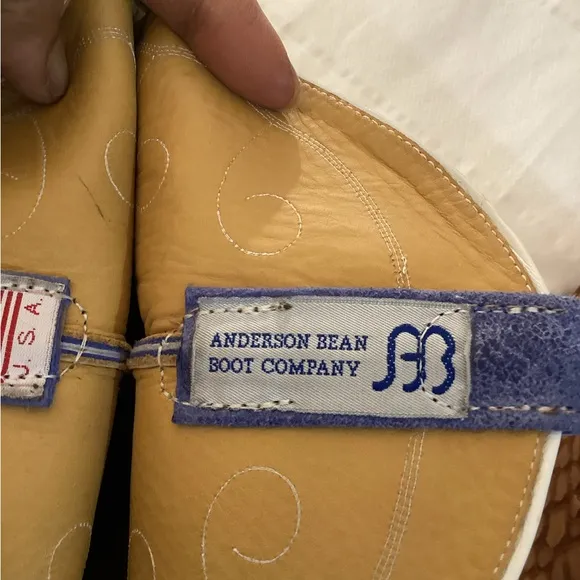 U.S.A.
ANDERSON BEAN
BOOT COMPANY
AB